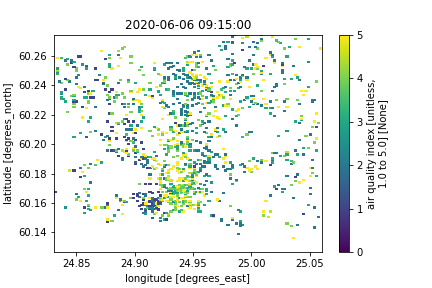 2020-06-06 09:15:00
60.26
60.24
60.22
60.20
60.18
60.16
60.14
latitude [degrees_north]
24.85 24.90 24.95 25.00 25.05
longitude [degrees_east]
5
4
3
2
1
0
air quality index [unitless,
1.0 to 5.0] [None]